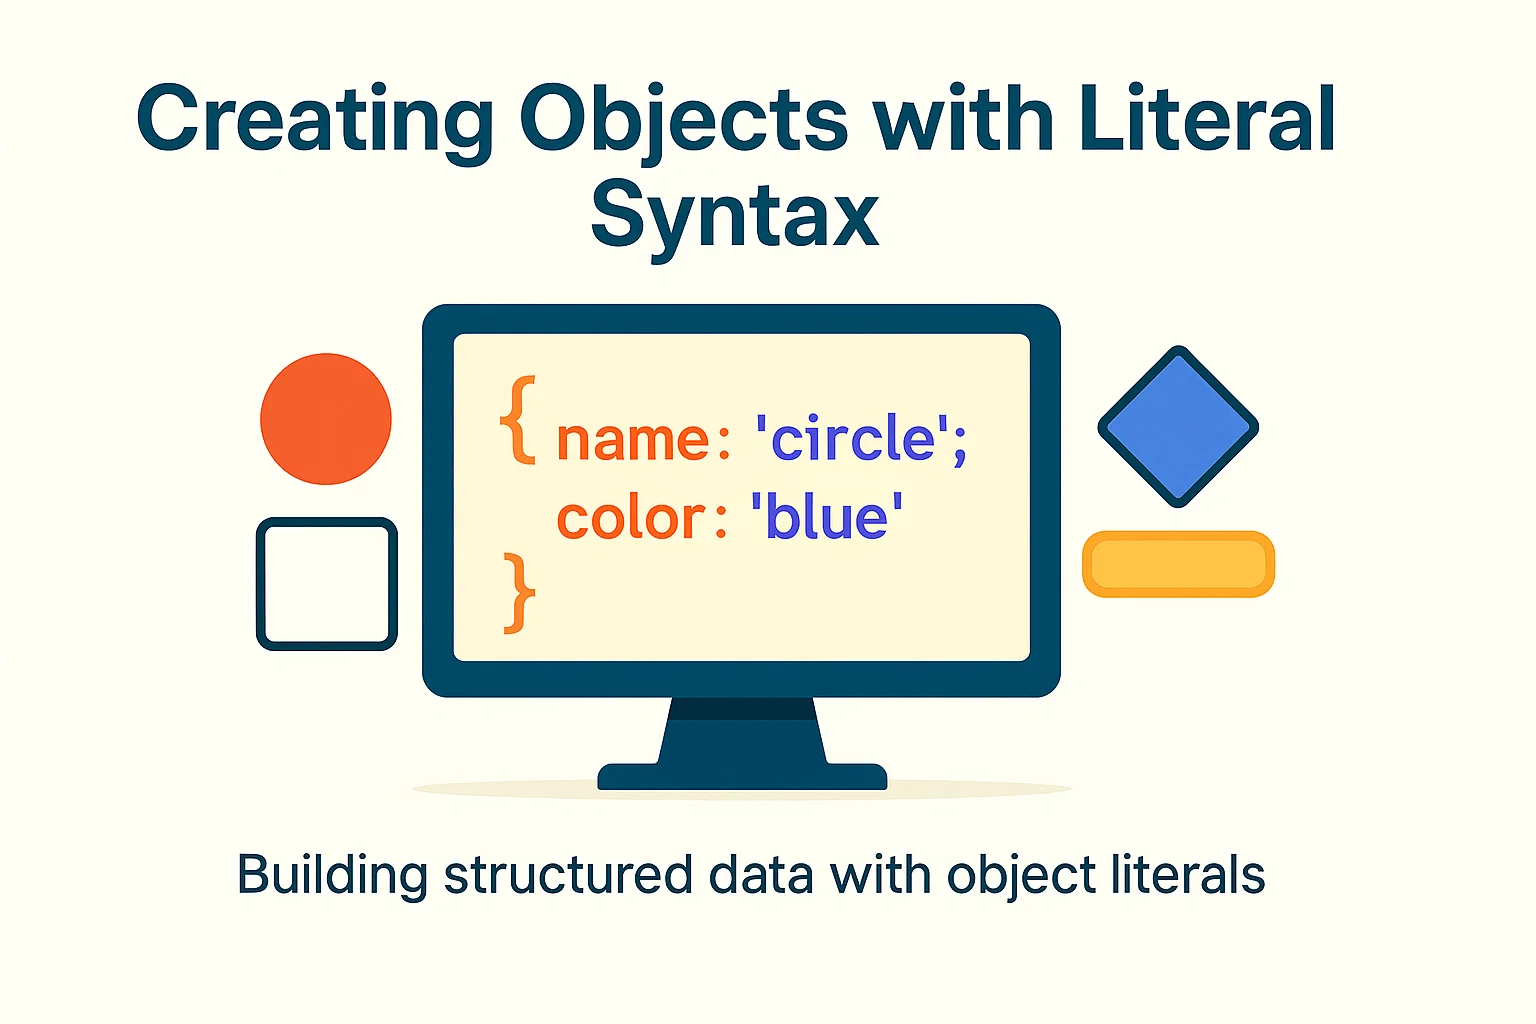 Creating Objects with Literal
Syntax
{ name: 'circle';
color: 'blue'
}
Building structured data with object literals